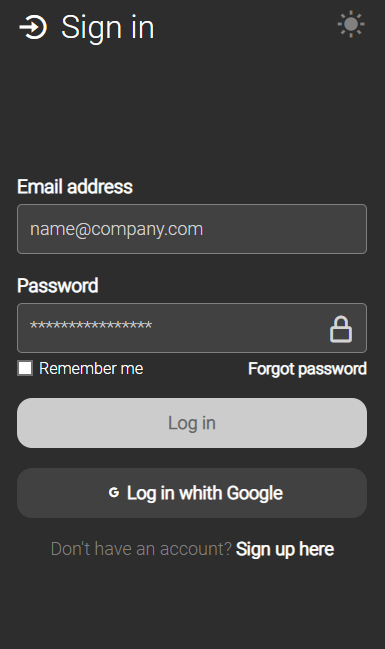 Sign in
Email address
name@company.com
Password
****************
Remember me Forgot password
Log in
G Log in whith Google
Don't have an account? Sign up here